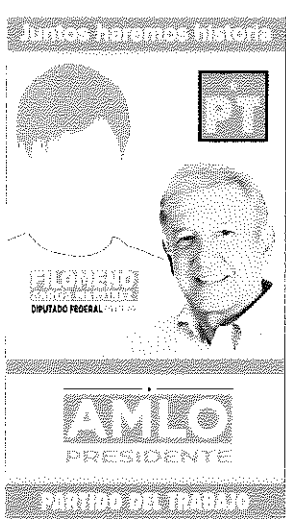 Juntos haremos historia
PT
FILOMENO
DIPUTADO FEDERAL
AMLO
PRESIDENTE
PARTIDO DEL TRABAJO